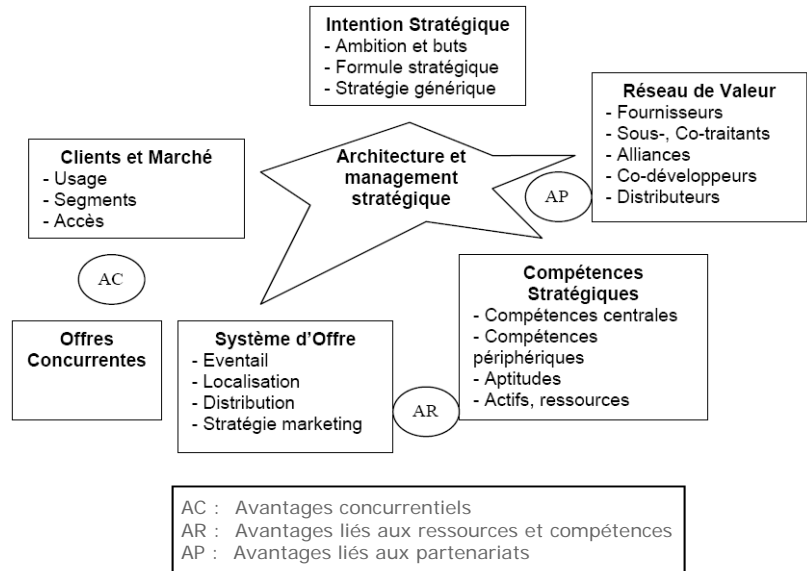 Intention Stratégique
- Ambition et buts
- Formule stratégique
- Stratégie générique
Réseau de Valeur
- Fournisseurs
- Sous-, Co-traitants
- Alliances
- Co-développeurs
- Distributeurs
Clients et Marché
- Usage
- Segments
- Accès
Architecture et
management
stratégique
AP
AC
Offres
Concurrentes
Système d'Offre
- Eventail
- Localisation
- Distribution
- Stratégie marketing
AR
Compétences
Stratégiques
- Compétences centrales
- Compétences
périphériques
- Aptitudes
- Actifs, ressources
AC : Avantages concurrentiels
AR : Avantages liés aux ressources et compétences
AP : Avantages liés aux partenariats